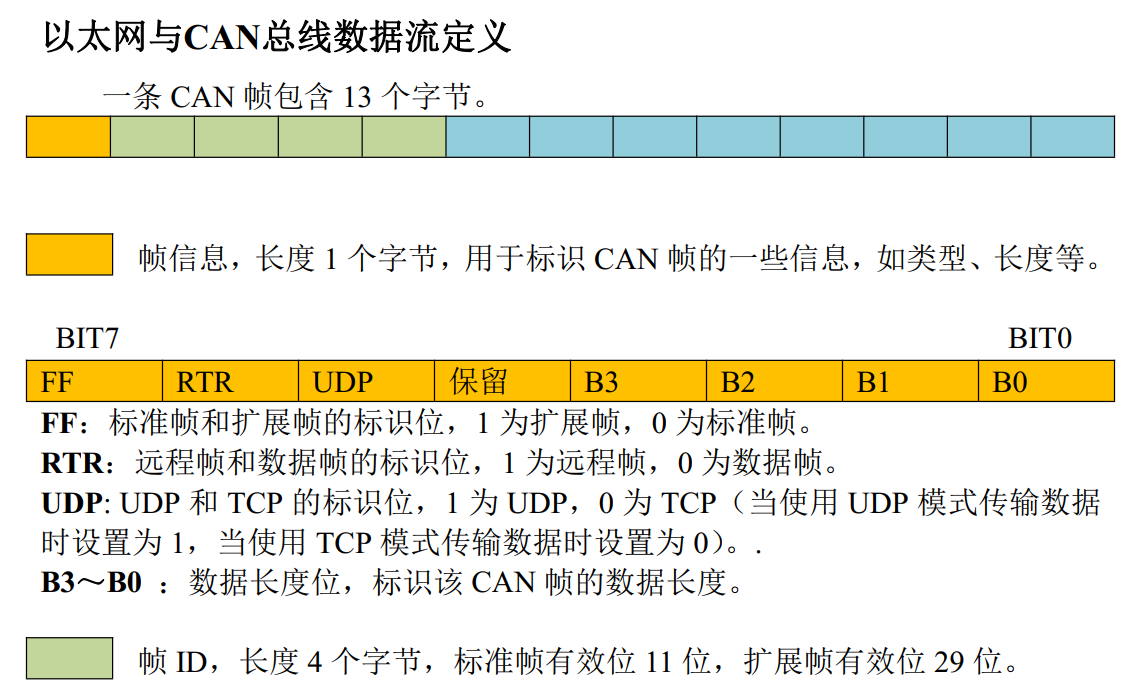 以太网与CAN总线数据流定义
一条 CAN 帧包含 13 个字节。
帧信息，长度 1 个字节，用于标识 CAN 帧的一些信息，如类型、长度等。
BIT7 BIT0
FF RTR UDP 保留 B3 B2 B1 B0
FF：标准帧和扩展帧的标识位，1 为扩展帧，0 为标准帧。
RTR：远程帧和数据帧的标识位，1 为远程帧，0 为数据帧。
UDP: UDP 和 TCP 的标识位，1 为 UDP，0 为 TCP（当使用 UDP 模式传输数据
时设置为 1，当使用 TCP 模式传输数据时设置为 0）。.
B3～B0 ：数据长度位，标识该 CAN 帧的数据长度。
帧 ID，长度 4 个字节，标准帧有效位 11 位，扩展帧有效位 29 位。